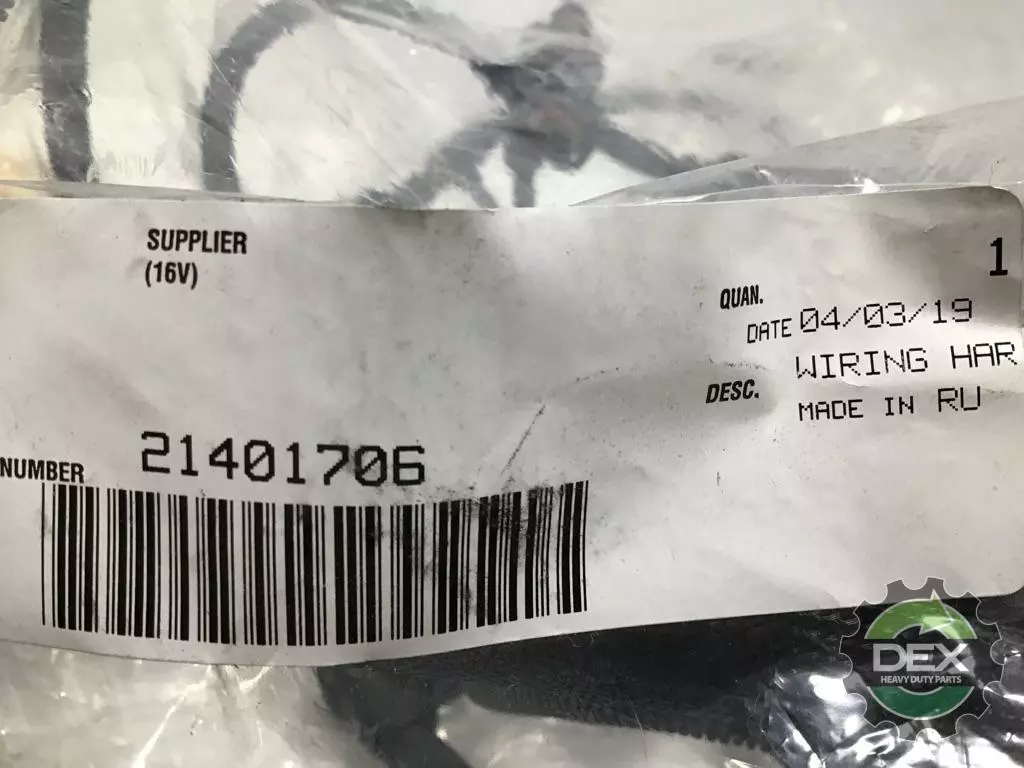 SUPPLIER
(16V)
1
QUAN.
DATE 04/03/19
WIRING HAR
DESC.
MADE IN RU
NUMBER 21401706
DEX
HEAVY DUTY PARTS